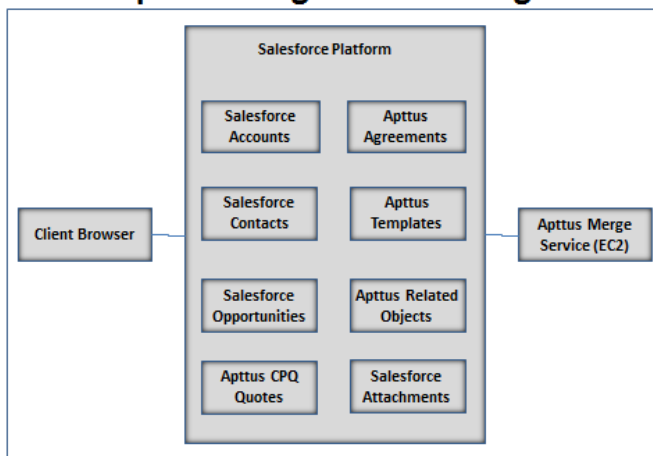 Salesforce Platform
Salesforce
Accounts
Apttus
Agreements
Salesforce
Contacts
Apttus
Templates
Client Browser
Apttus Merge
Service (EC2)
Salesforce
Opportunities
Apttus Related
Objects
Apttus CPQ
Quotes
Salesforce
Attachments